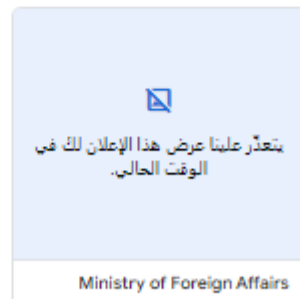 يتعذّر علينا عرض هذا الإعلان لك في
الوقت الحالي.
Ministry of Foreign Affairs